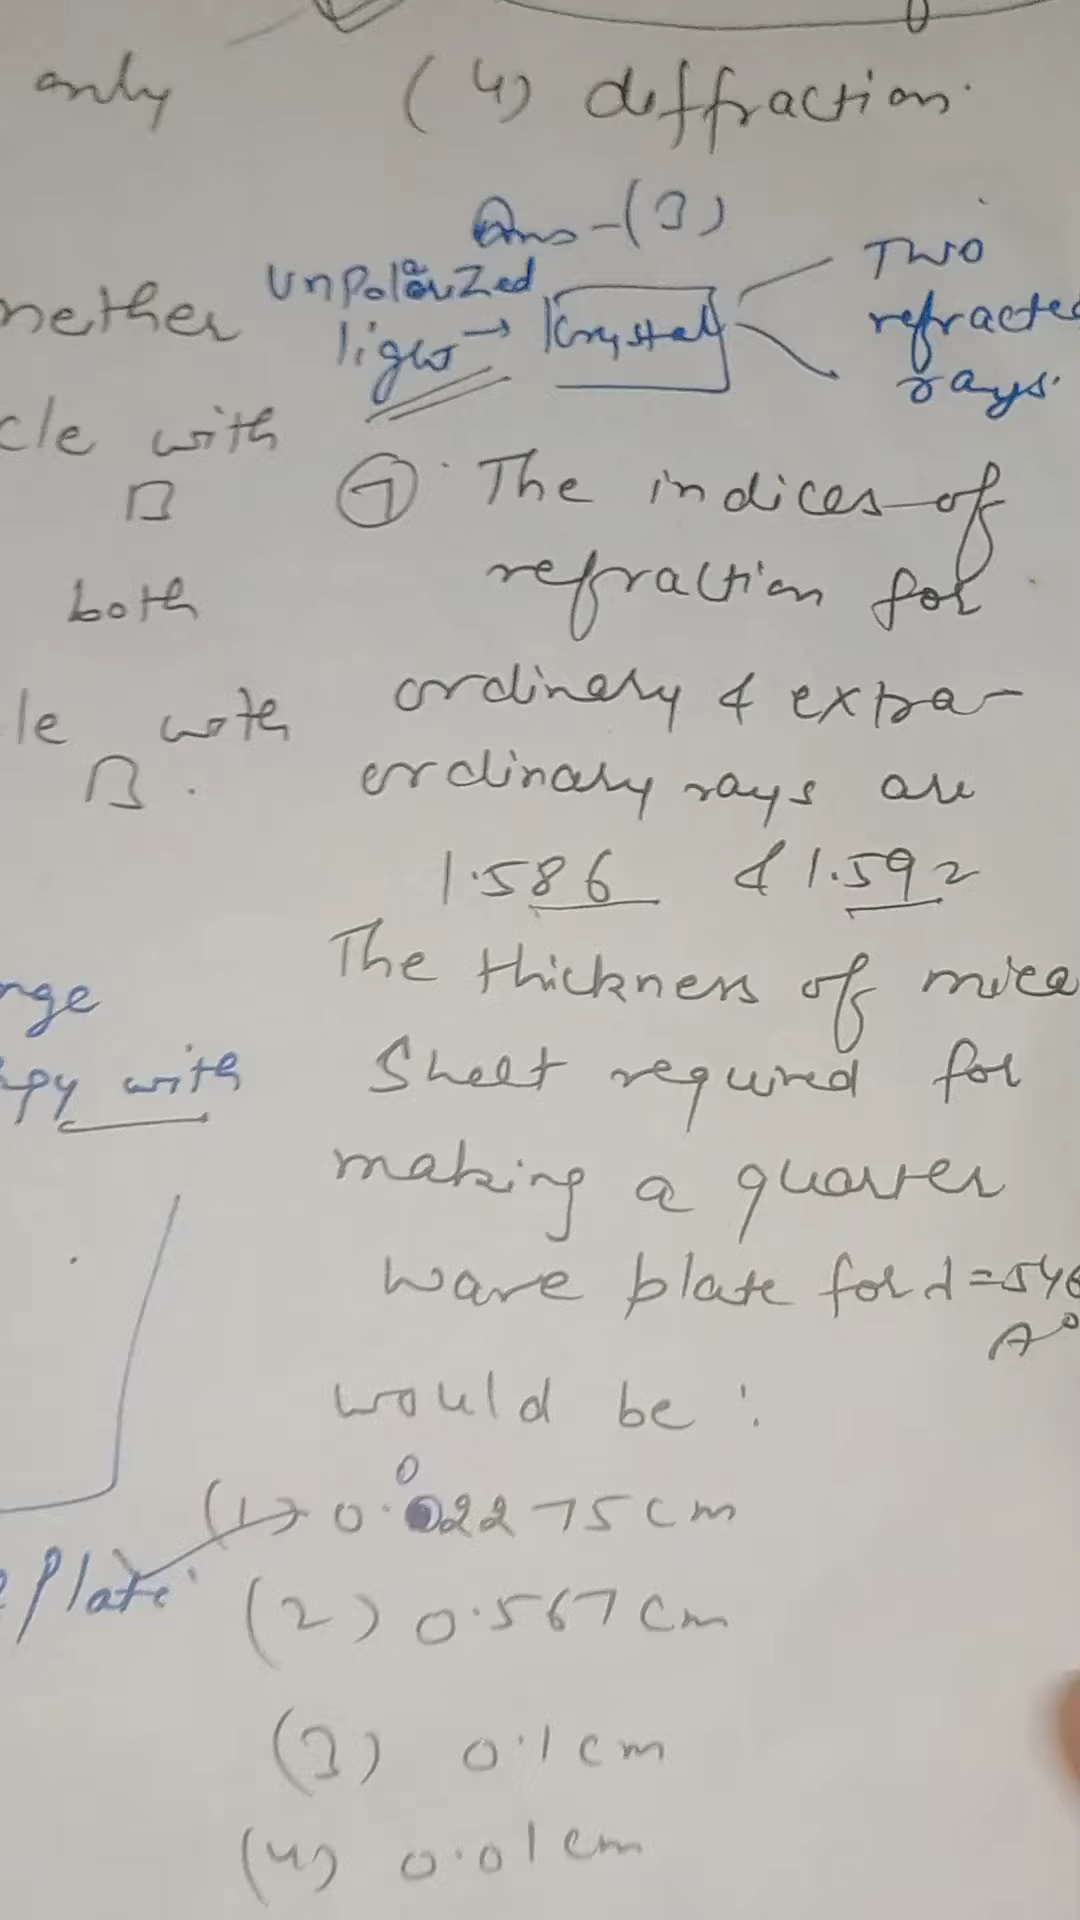 only (4) diffraction.
Ans-(3)
Unpolarized
light → Crystal
Two
refracted
rays.
nether
cle with
B
both
le with
B.
nge
apy with
Plate
(7) The indices of
refraction for
ordinary & extra-
ordinary rays are
1.586 & 1.592
The thickness of mica
Sheet required for
making a quarter
wave plate for λ=546
A°
would be :
(1) 0.002275 cm
(2) 0.567 cm
(3) 0.1 cm
(4) 0.01 cm